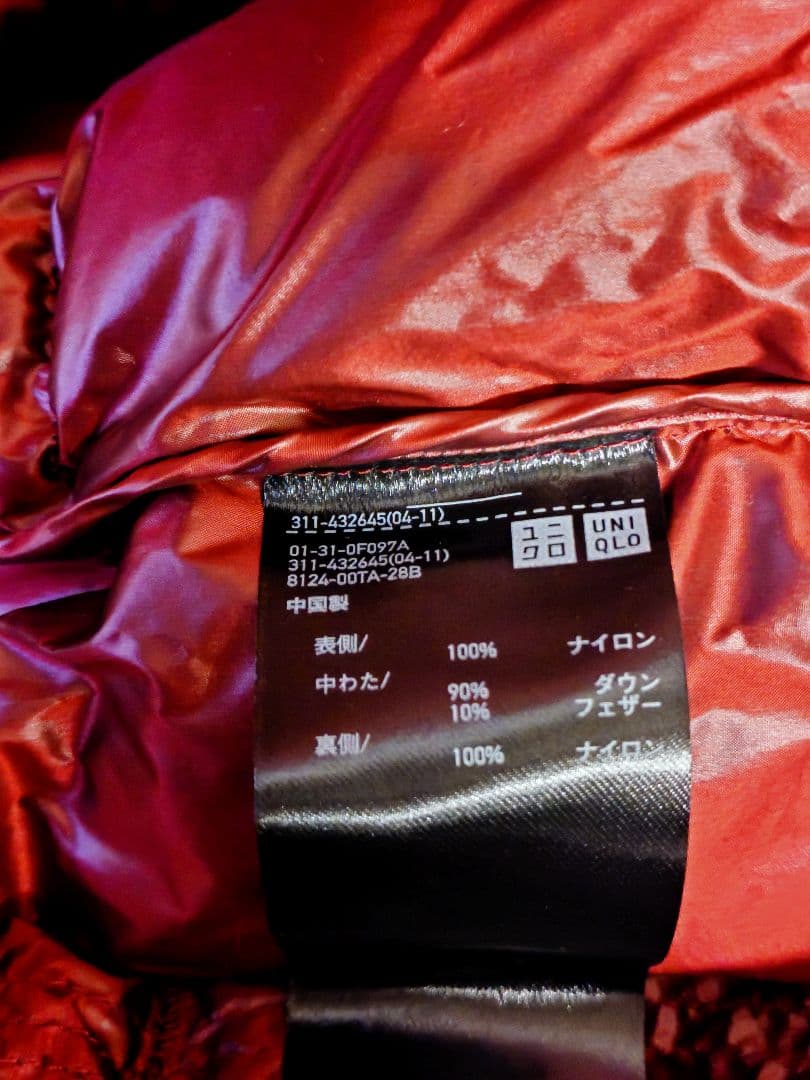 311-432645(04-11)
ユニ
クロ
UNI
QLO
01-31-0F097A
311-432645(04-11)
8124-00TA-28B
中国製
表側/ 100% ナイロン
中わた/ 90% ダウン
10% フェザー
裏側/ 100% ナイロン